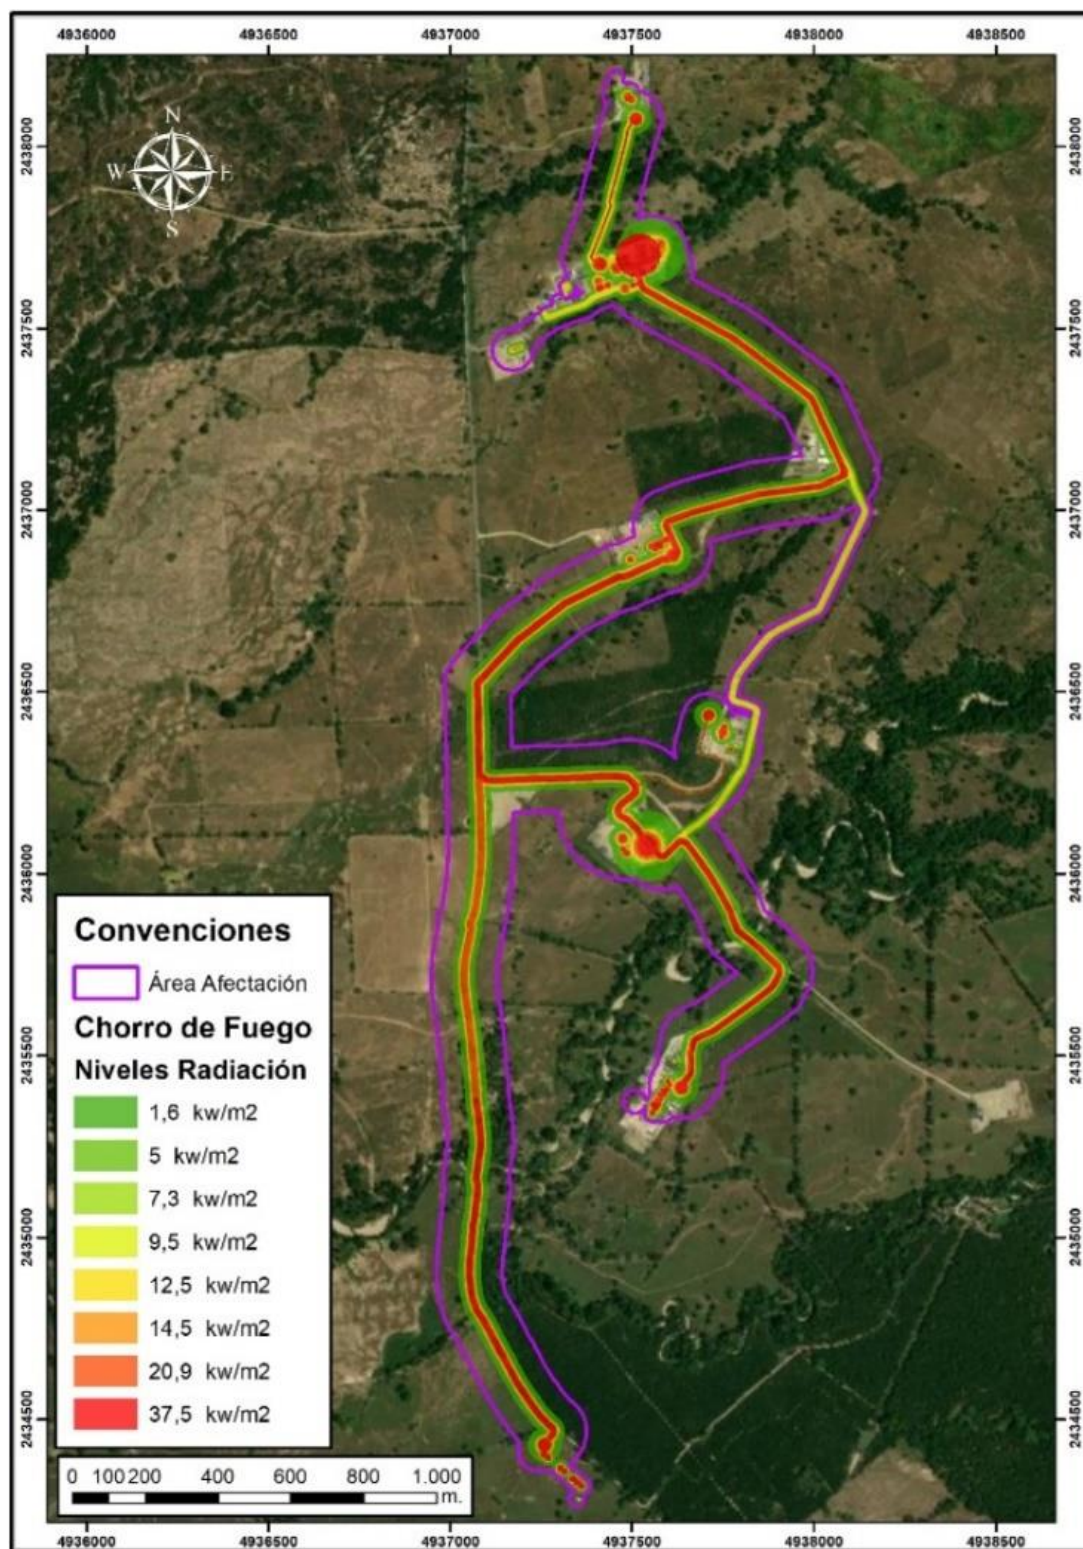 4936000 4936500 4937000 4937500 4938000 4938500
N
W E
S
2438000 2438000
2437500 2437500
2437000 2437000
2436500 2436500
2436000 2436000
2435500 2435500
2435000 2435000
2434500 2434500
Convenciones
Área Afectación
Chorro de Fuego
Niveles Radiación
1,6 kw/m2
5 kw/m2
7,3 kw/m2
9,5 kw/m2
12,5 kw/m2
14,5 kw/m2
20,9 kw/m2
37,5 kw/m2
0 100 200 400 600 800 1.000
m.
4936000 4936500 4937000 4937500 4938000 4938500